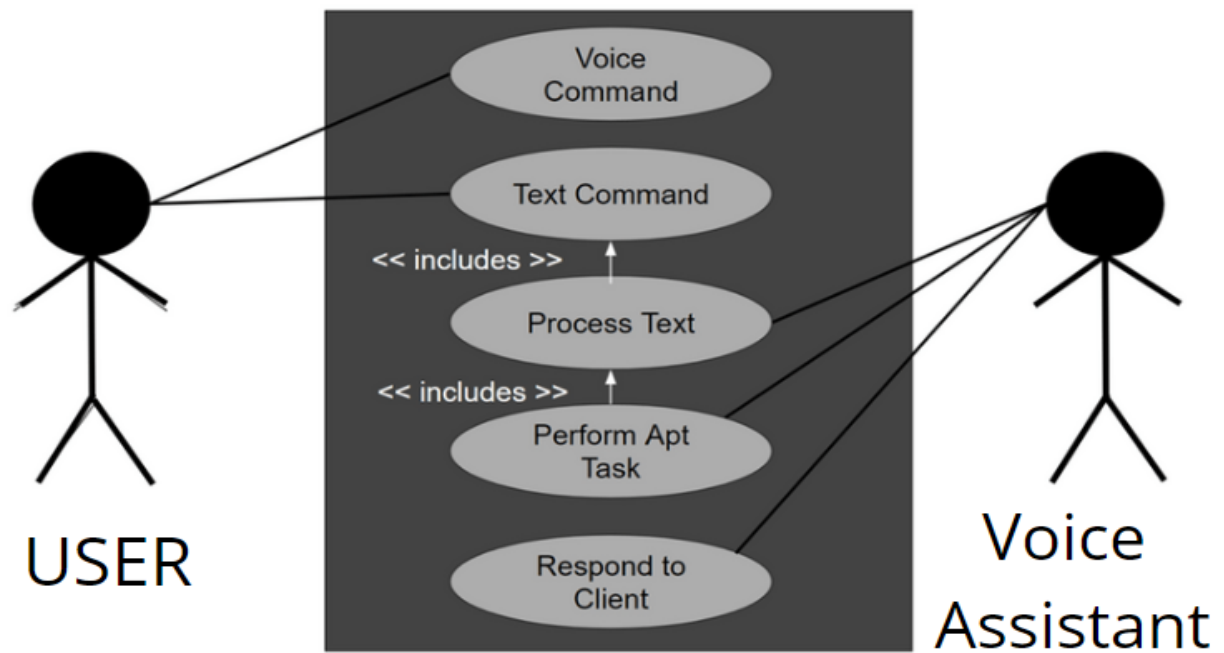 Voice
Command
Text Command
<< includes >>
Process Text
<< includes >>
Perform Apt
Task
Respond to
Client
USER
Voice
Assistant